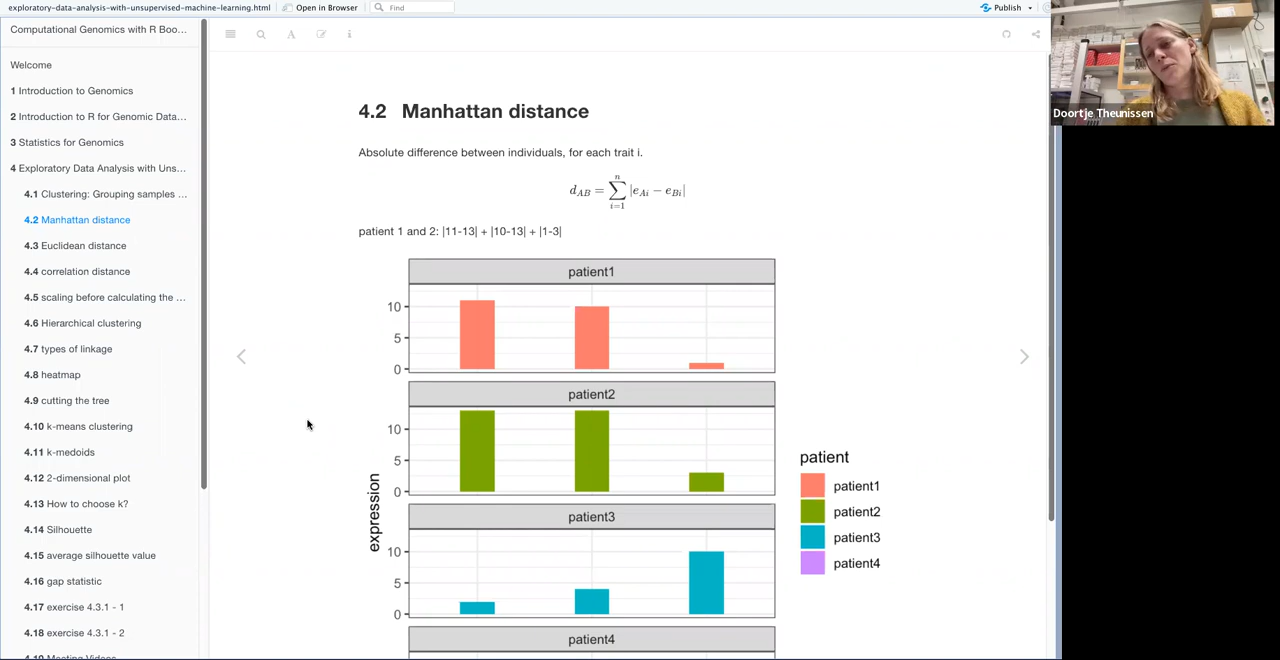 exploratory-data-analysis-with-unsupervised-machine-learning.html
Open in Browser
Find
Publish
Computational Genomics with R Boo…
Welcome
1 Introduction to Genomics
2 Introduction to R for Genomic Data…
3 Statistics for Genomics
4 Exploratory Data Analysis with Uns…
4.1 Clustering: Grouping samples …
4.2 Manhattan distance
4.3 Euclidean distance
4.4 correlation distance
4.5 scaling before calculating the …
4.6 Hierarchical clustering
4.7 types of linkage
4.8 heatmap
4.9 cutting the tree
4.10 k-means clustering
4.11 k-medoids
4.12 2-dimensional plot
4.13 How to choose k?
4.14 Silhouette
4.15 average silhouette value
4.16 gap statistic
4.17 exercise 4.3.1 - 1
4.18 exercise 4.3.1 - 2
4.19 Meeting Videos
A
i
4.2 Manhattan distance
Absolute difference between individuals, for each trait i.
d_{AB} = \sum_{i=1}^{n} |e_{Ai} − e_{Bi}|
patient 1 and 2: |11-13| + |10-13| + |1-3|
patient1
10
5
0
patient2
10
5
0
patient3
10
5
0
patient4
expression
patient
patient1
patient2
patient3
patient4
Doortje Theunissen